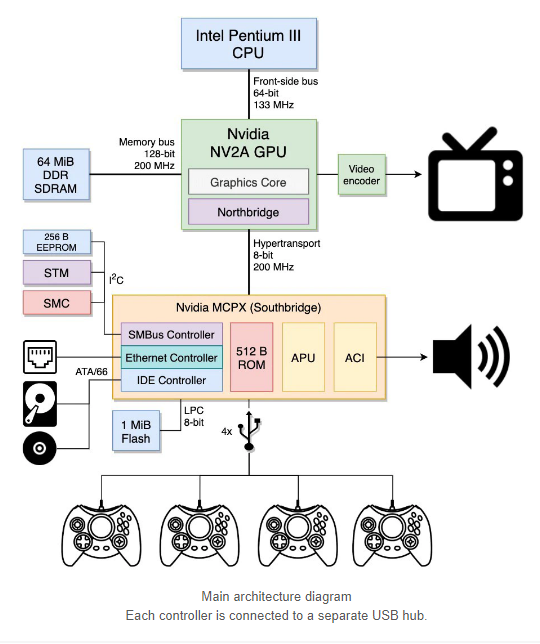 Intel Pentium III
CPU
Front-side bus
64-bit
133 MHz
Nvidia
NV2A GPU
Graphics Core
Northbridge
Memory bus
128-bit
200 MHz
64 MiB
DDR
SDRAM
Video
encoder
256 B
EEPROM
STM
SMC
I²C
Hypertransport
8-bit
200 MHz
Nvidia MCPX (Southbridge)
SMBus Controller
Ethernet Controller
IDE Controller
512 B
ROM
APU
ACI
ATA/66
1 MiB
Flash
LPC
8-bit
4x
Main architecture diagram
Each controller is connected to a separate USB hub.